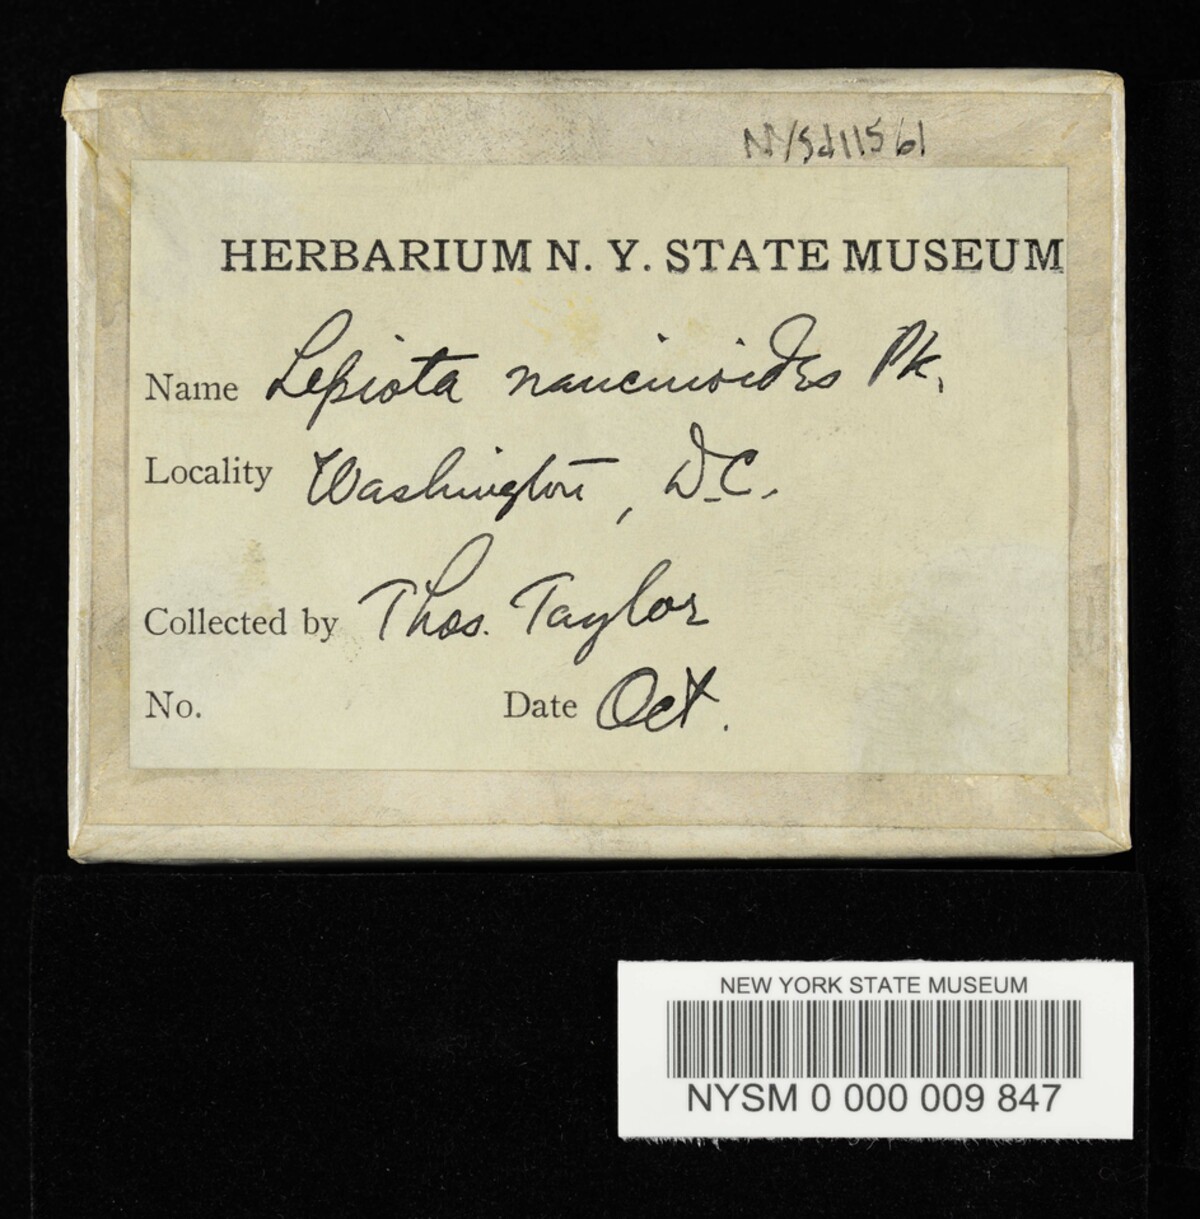 NYSd11561
HERBARIUM N. Y. STATE MUSEUM
Name Lepiota naucinoides Pk.
Locality Washington, D.C.
Collected by Thos. Taylor
No. Date Oct.
NEW YORK STATE MUSEUM
NYSM 0 000 009 847